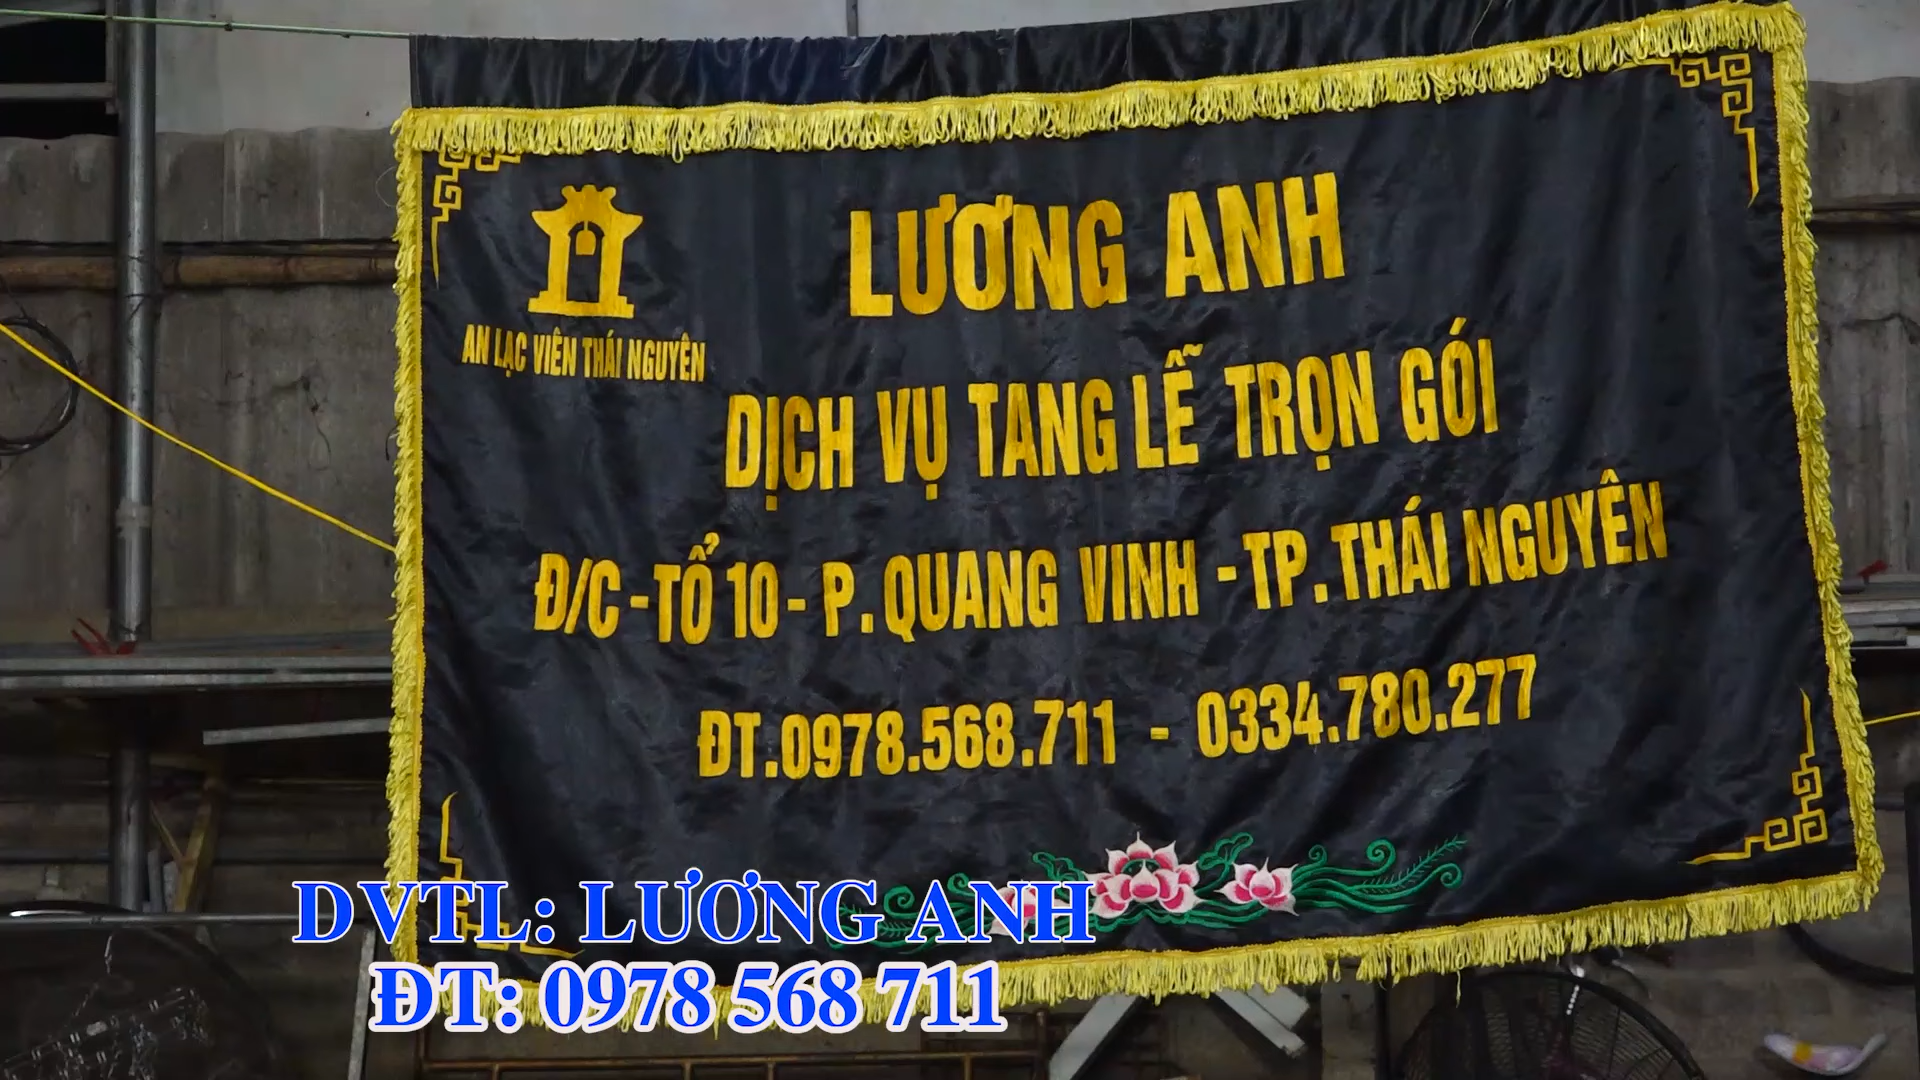 LƯƠNG ANH
AN LẠC VIÊN THÁI NGUYÊN
DỊCH VỤ TANG LỄ TRỌN GÓI
Đ/C - TỔ 10 - P. QUANG VINH - TP. THÁI NGUYÊN
ĐT.0978.568.711 - 0334.780.277
DVTL: LƯƠNG ANH
ĐT: 0978 568 711